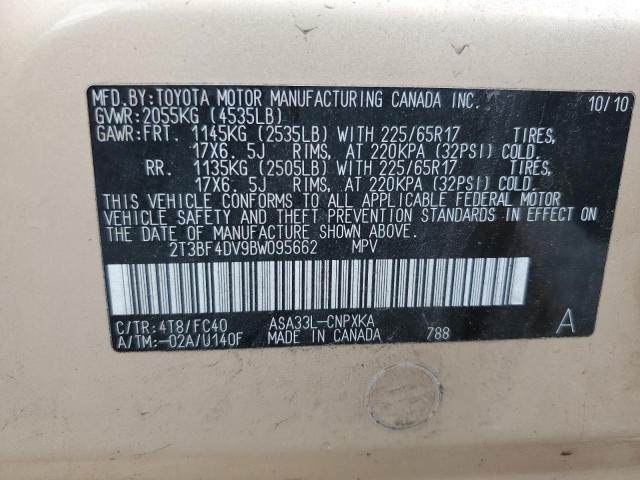 MFD.BY:TOYOTA MOTOR MANUFACTURING CANADA INC. 10/10
GVWR:2055KG (4535LB)
GAWR:FRT. 1145KG (2535LB) WITH 225/65R17 TIRES,
17X6. 5J RIMS, AT 220KPA (32PSI) COLD.
RR. 1135KG (2505LB) WITH 225/65R17 TIRES,
17X6. 5J RIMS, AT 220KPA (32PSI) COLD.
THIS VEHICLE CONFORMS TO ALL APPLICABLE FEDERAL MOTOR
VEHICLE SAFETY AND THEFT PREVENTION STANDARDS IN EFFECT ON
THE DATE OF MANUFACTURE SHOWN ABOVE.
2T3BF4DV9BW095662 MPV
C/TR:4T8/FC40 ASA33L-CNPXKA
A/TM:-02A/U140F MADE IN CANADA 788 A